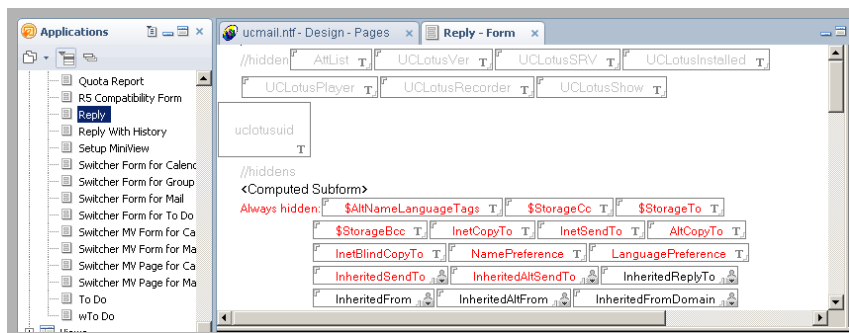 Applications
ucmail.ntf - Design - Pages
Reply - Form
Quota Report
R5 Compatibility Form
Reply
Reply With History
Setup MiniView
Switcher Form for Calenc
Switcher Form for Group
Switcher Form for Mail
Switcher Form for To Do
Switcher MV Form for Ca
Switcher MV Form for Ma
Switcher MV Page for Ca
Switcher MV Page for Ma
To Do
wTo Do
//hidden AttList T UCLotusVer T UCLotusSRV T UCLotusInstalled T
UCLotusPlayer T UCLotusRecorder T UCLotusShow T
uclotusuid T
//hiddens
<Computed Subform>
Always hidden: $AltNameLanguageTags T $StorageCc T $StorageTo T
$StorageBcc T InetCopyTo T InetSendTo T AltCopyTo T
InetBlindCopyTo T NamePreference T LanguagePreference T
InheritedSendTo InheritedAltSendTo InheritedReplyTo
InheritedFrom InheritedAltFrom InheritedFromDomain